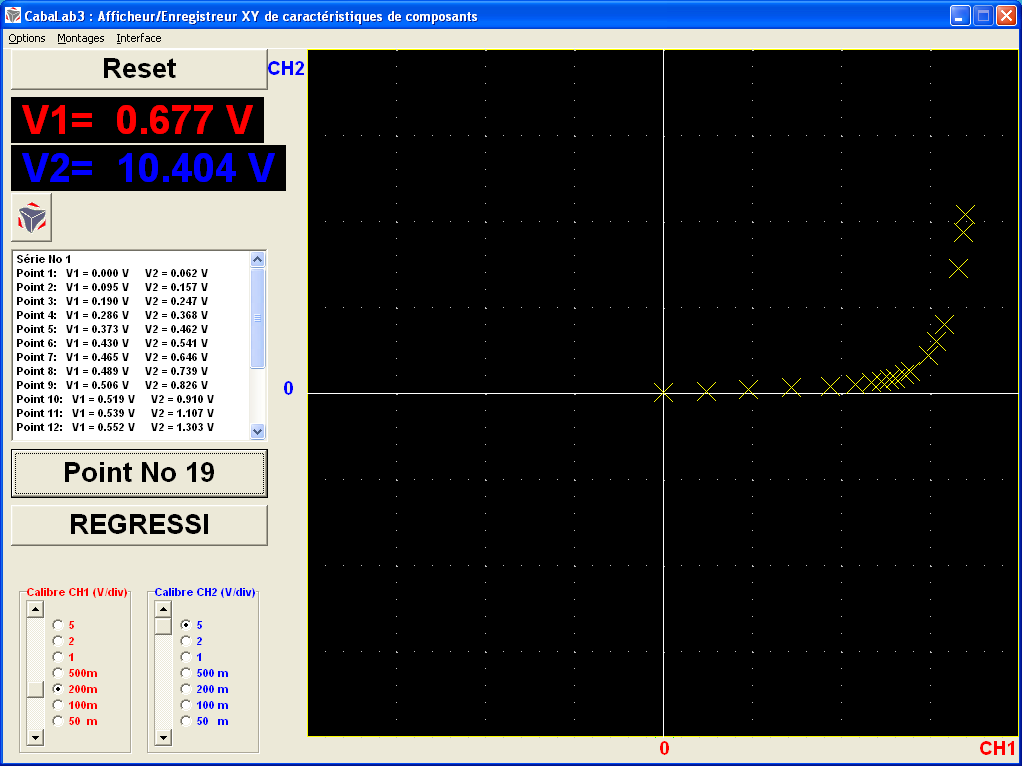 CabaLab3 : Afficheur/Enregistreur XY de caractéristiques de composants
Options Montages Interface
Reset
CH2
V1= 0.677 V
V2= 10.404 V
Série No 1
Point 1: V1 = 0.000 V V2 = 0.062 V
Point 2: V1 = 0.095 V V2 = 0.157 V
Point 3: V1 = 0.190 V V2 = 0.247 V
Point 4: V1 = 0.286 V V2 = 0.368 V
Point 5: V1 = 0.373 V V2 = 0.462 V
Point 6: V1 = 0.430 V V2 = 0.541 V
Point 7: V1 = 0.465 V V2 = 0.646 V
Point 8: V1 = 0.489 V V2 = 0.739 V
Point 9: V1 = 0.506 V V2 = 0.826 V
Point 10: V1 = 0.519 V V2 = 0.910 V
Point 11: V1 = 0.539 V V2 = 1.107 V
Point 12: V1 = 0.552 V V2 = 1.303 V
0
Point No 19
REGRESSI
Calibre CH1 (V/div)
5
2
1
500m
200m
100m
50 m
Calibre CH2 (V/div)
5
2
1
500 m
200 m
100 m
50 m
0
CH1